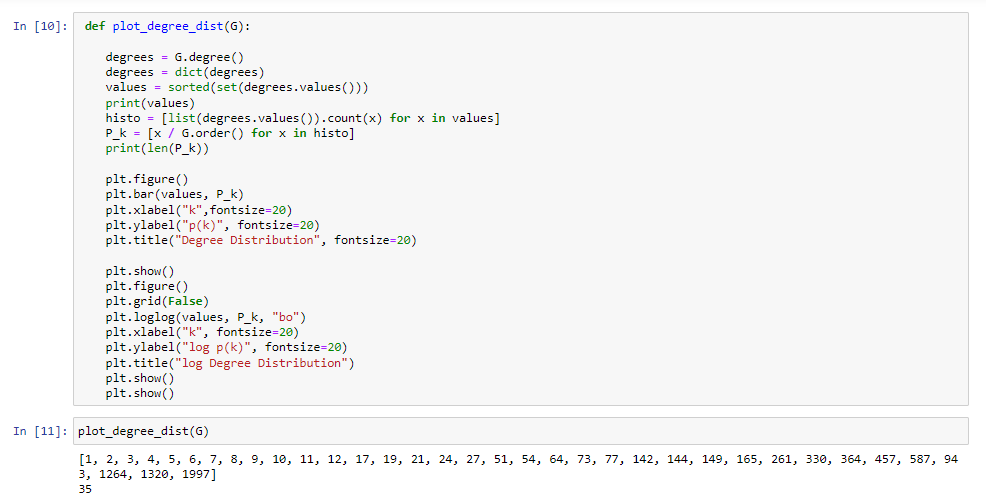 In [10]: def plot_degree_dist(G):
degrees = G.degree()
degrees = dict(degrees)
values = sorted(set(degrees.values()))
print(values)
histo = [list(degrees.values()).count(x) for x in values]
P_k = [x / G.order() for x in histo]
print(len(P_k))
plt.figure()
plt.bar(values, P_k)
plt.xlabel("k",fontsize=20)
plt.ylabel("p(k)", fontsize=20)
plt.title("Degree Distribution", fontsize=20)
plt.show()
plt.figure()
plt.grid(False)
plt.loglog(values, P_k, "bo")
plt.xlabel("k", fontsize=20)
plt.ylabel("log p(k)", fontsize=20)
plt.title("log Degree Distribution")
plt.show()
plt.show()
In [11]: plot_degree_dist(G)
[1, 2, 3, 4, 5, 6, 7, 8, 9, 10, 11, 12, 17, 19, 21, 24, 27, 51, 54, 64, 73, 77, 142, 144, 149, 165, 261, 330, 364, 457, 587, 94
3, 1264, 1320, 1997]
35